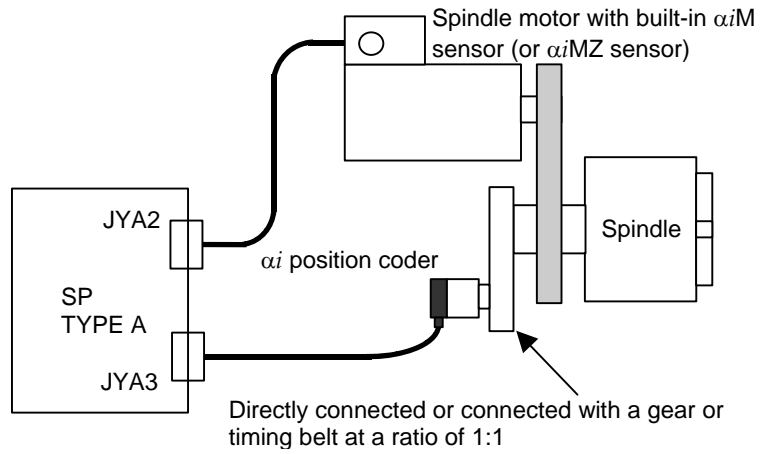 Spindle motor with built-in αiM
sensor (or αiMZ sensor)
JYA2
Spindle
αi position coder
SP
TYPE A
JYA3
Directly connected or connected with a gear or
timing belt at a ratio of 1:1